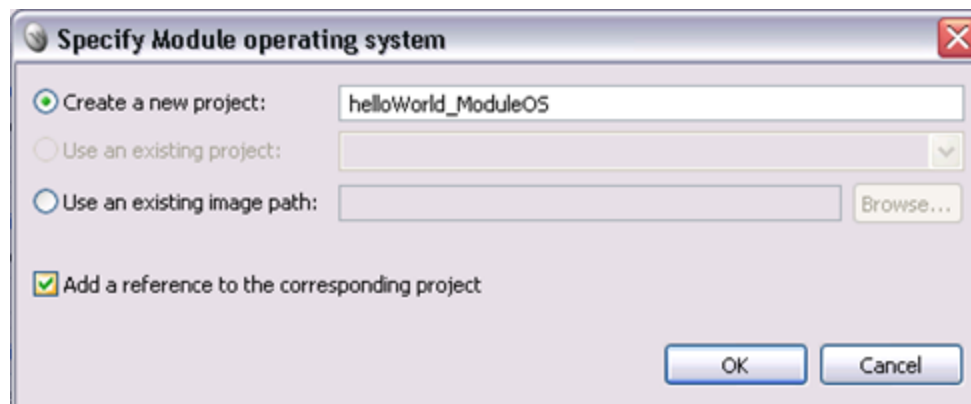 Specify Module operating system
Create a new project: helloWorld_ModuleOS
Use an existing project:
Use an existing image path: Browse...
Add a reference to the corresponding project
OK Cancel